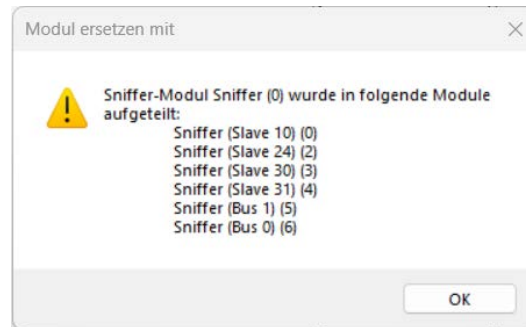 Modul ersetzen mit
Sniffer-Modul Sniffer (0) wurde in folgende Module
aufgeteilt:
Sniffer (Slave 10) (0)
Sniffer (Slave 24) (2)
Sniffer (Slave 30) (3)
Sniffer (Slave 31) (4)
Sniffer (Bus 1) (5)
Sniffer (Bus 0) (6)
OK